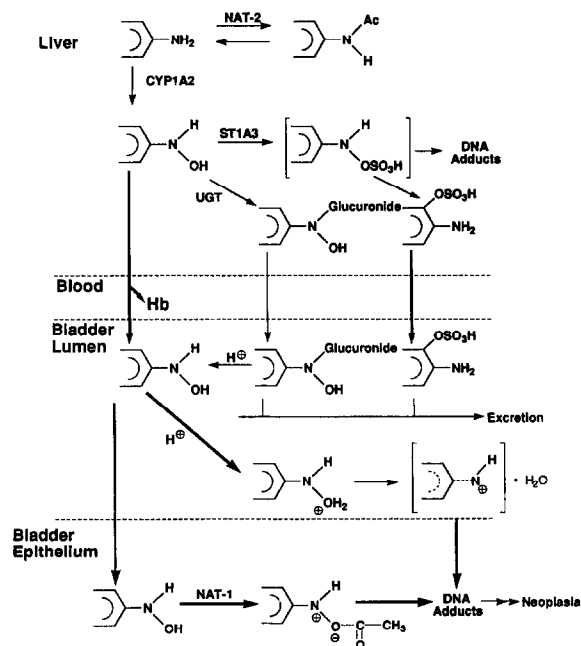 Liver
NH2
NAT-2
N
Ac
H
CYP1A2
N
H
OH
ST1A3
N
H
OSO3H
DNA
Adducts
UGT
N
Glucuronide
OH
OSO3H
NH2
Blood
Hb
Bladder
Lumen
N
H
OH
H⊕
N
Glucuronide
OH
OSO3H
NH2
Excretion
H⊕
N
H
OH2
⊕
N
H
⊕
• H2O
Bladder
Epithelium
N
H
OH
NAT-1
N
H
⊕
O
⊖
C
O
CH3
DNA
Adducts
Neoplasia